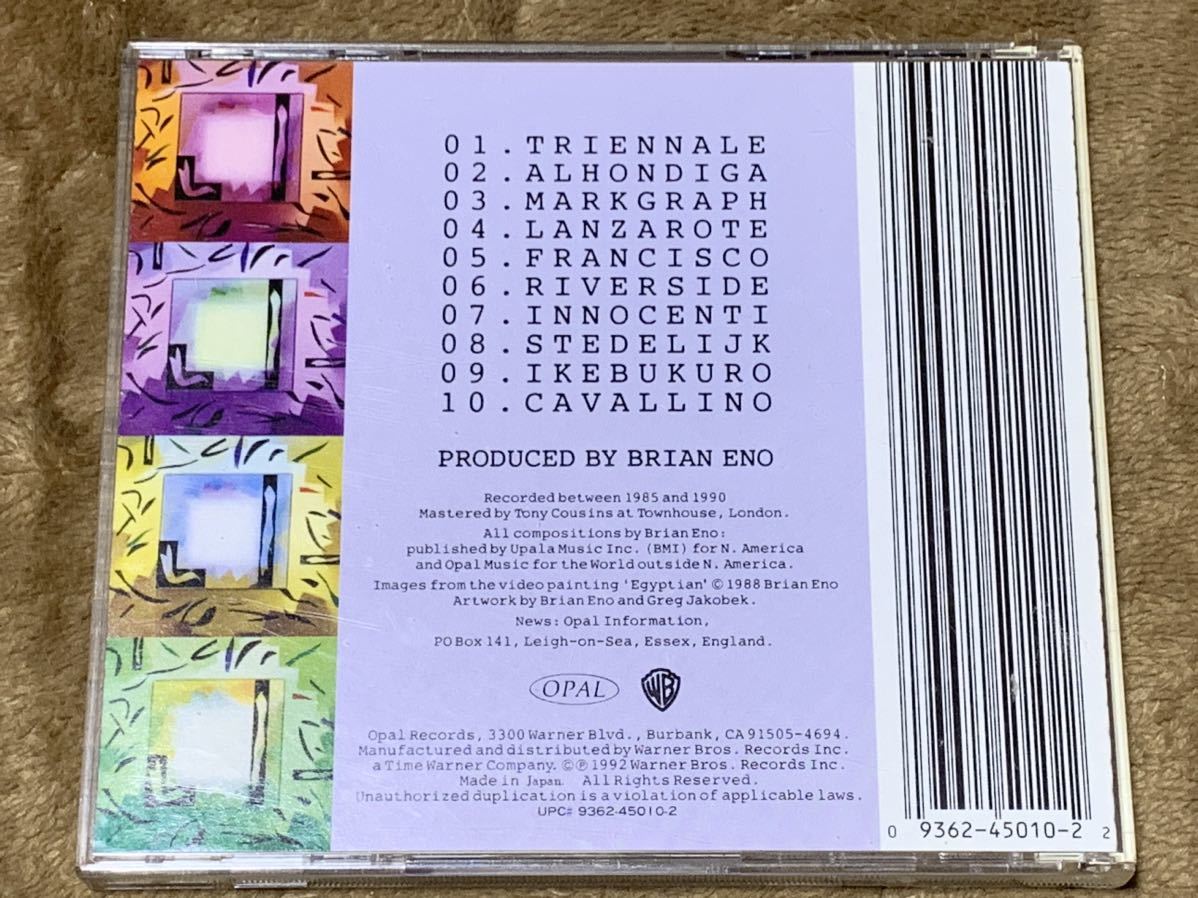 01.TRIENNALE
02.ALHONDIGA
03.MARKGRAPH
04.LANZAROTE
05.FRANCISCO
06.RIVERSIDE
07.INNOCENTI
08.STEDELIJK
09.IKEBUKURO
10.CAVALLINO
PRODUCED BY BRIAN ENO
Recorded between 1985 and 1990
Mastered by Tony Cousins at Townhouse, London.
All compositions by Brian Eno:
published by Upala Music Inc. (BMI) for N. America
and Opal Music for the World outside N. America.
Images from the video painting 'Egyptian' © 1988 Brian Eno
Artwork by Brian Eno and Greg Jakobek.
News: Opal Information,
PO Box 141, Leigh-on-Sea, Essex, England.
OPAL
WB
Opal Records, 3300 Warner Blvd., Burbank, CA 91505-4694.
Manufactured and distributed by Warner Bros. Records Inc.
a Time Warner Company. ©℗ 1992 Warner Bros. Records Inc.
Made in Japan. All Rights Reserved.
Unauthorized duplication is a violation of applicable laws.
UPC# 9362-45010-2
0 9362-45010-2 2